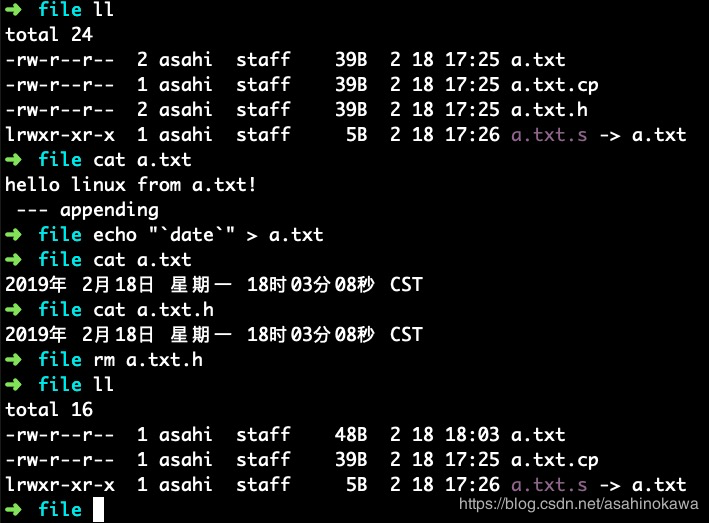 ➜ file ll
total 24
-rw-r--r-- 2 asahi staff 39B 2 18 17:25 a.txt
-rw-r--r-- 1 asahi staff 39B 2 18 17:25 a.txt.cp
-rw-r--r-- 2 asahi staff 39B 2 18 17:25 a.txt.h
lrwxr-xr-x 1 asahi staff 5B 2 18 17:26 a.txt.s -> a.txt
➜ file cat a.txt
hello linux from a.txt!
 --- appending
➜ file echo "`date`" > a.txt
➜ file cat a.txt
2019年 2月18日 星期一 18时03分08秒 CST
➜ file cat a.txt.h
2019年 2月18日 星期一 18时03分08秒 CST
➜ file rm a.txt.h
➜ file ll
total 16
-rw-r--r-- 1 asahi staff 48B 2 18 18:03 a.txt
-rw-r--r-- 1 asahi staff 39B 2 18 17:25 a.txt.cp
lrwxr-xr-x 1 asahi staff 5B 2 18 17:26 a.txt.s -> a.txt
➜ file
https://blog.csdn.net/asahinokawa